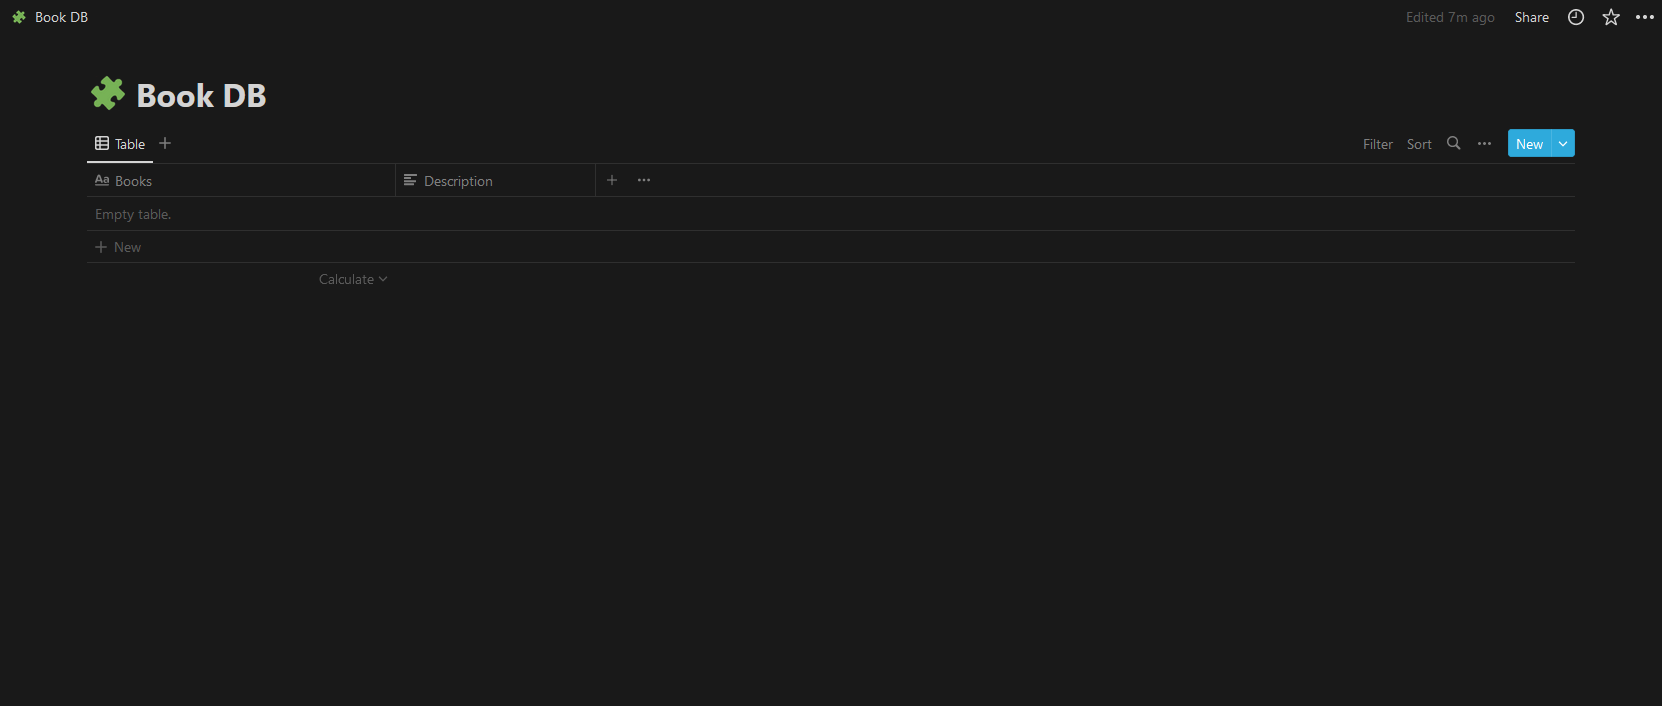 Book DB
Edited 7m ago Share
Book DB
Table
Filter Sort New
Aa Books Description
Empty table.
New
Calculate